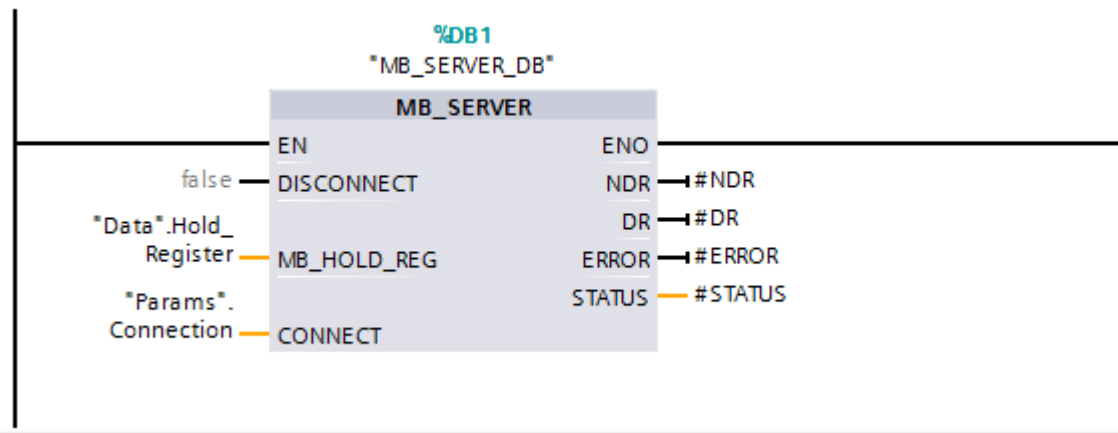 %DB1
"MB_SERVER_DB"
MB_SERVER
EN ENO
false DISCONNECT NDR #NDR
"Data".Hold_
DR #DR
Register MB_HOLD_REG ERROR #ERROR
"Params".
STATUS #STATUS
Connection CONNECT